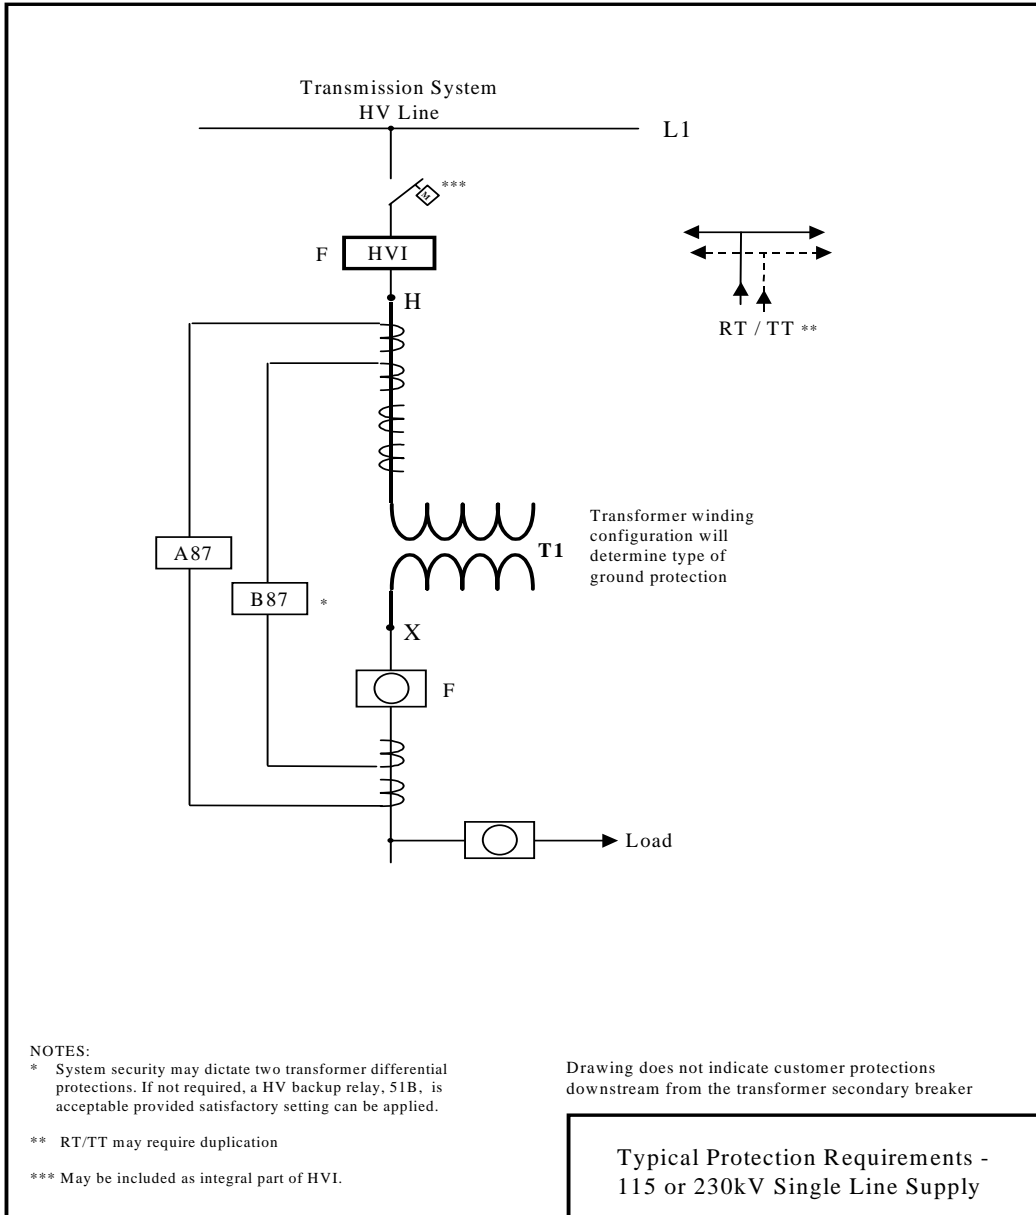 Transmission System
HV Line
L1
M
***
F
HVI
H
RT / TT **
A87
B87
*
T1
Transformer winding
configuration will
determine type of
ground protection
X
F
Load
NOTES:
* System security may dictate two transformer differential
protections. If not required, a HV backup relay, 51B, is
acceptable provided satisfactory setting can be applied.
** RT/TT may require duplication
*** May be included as integral part of HVI.
Drawing does not indicate customer protections
downstream from the transformer secondary breaker
Typical Protection Requirements -
115 or 230kV Single Line Supply